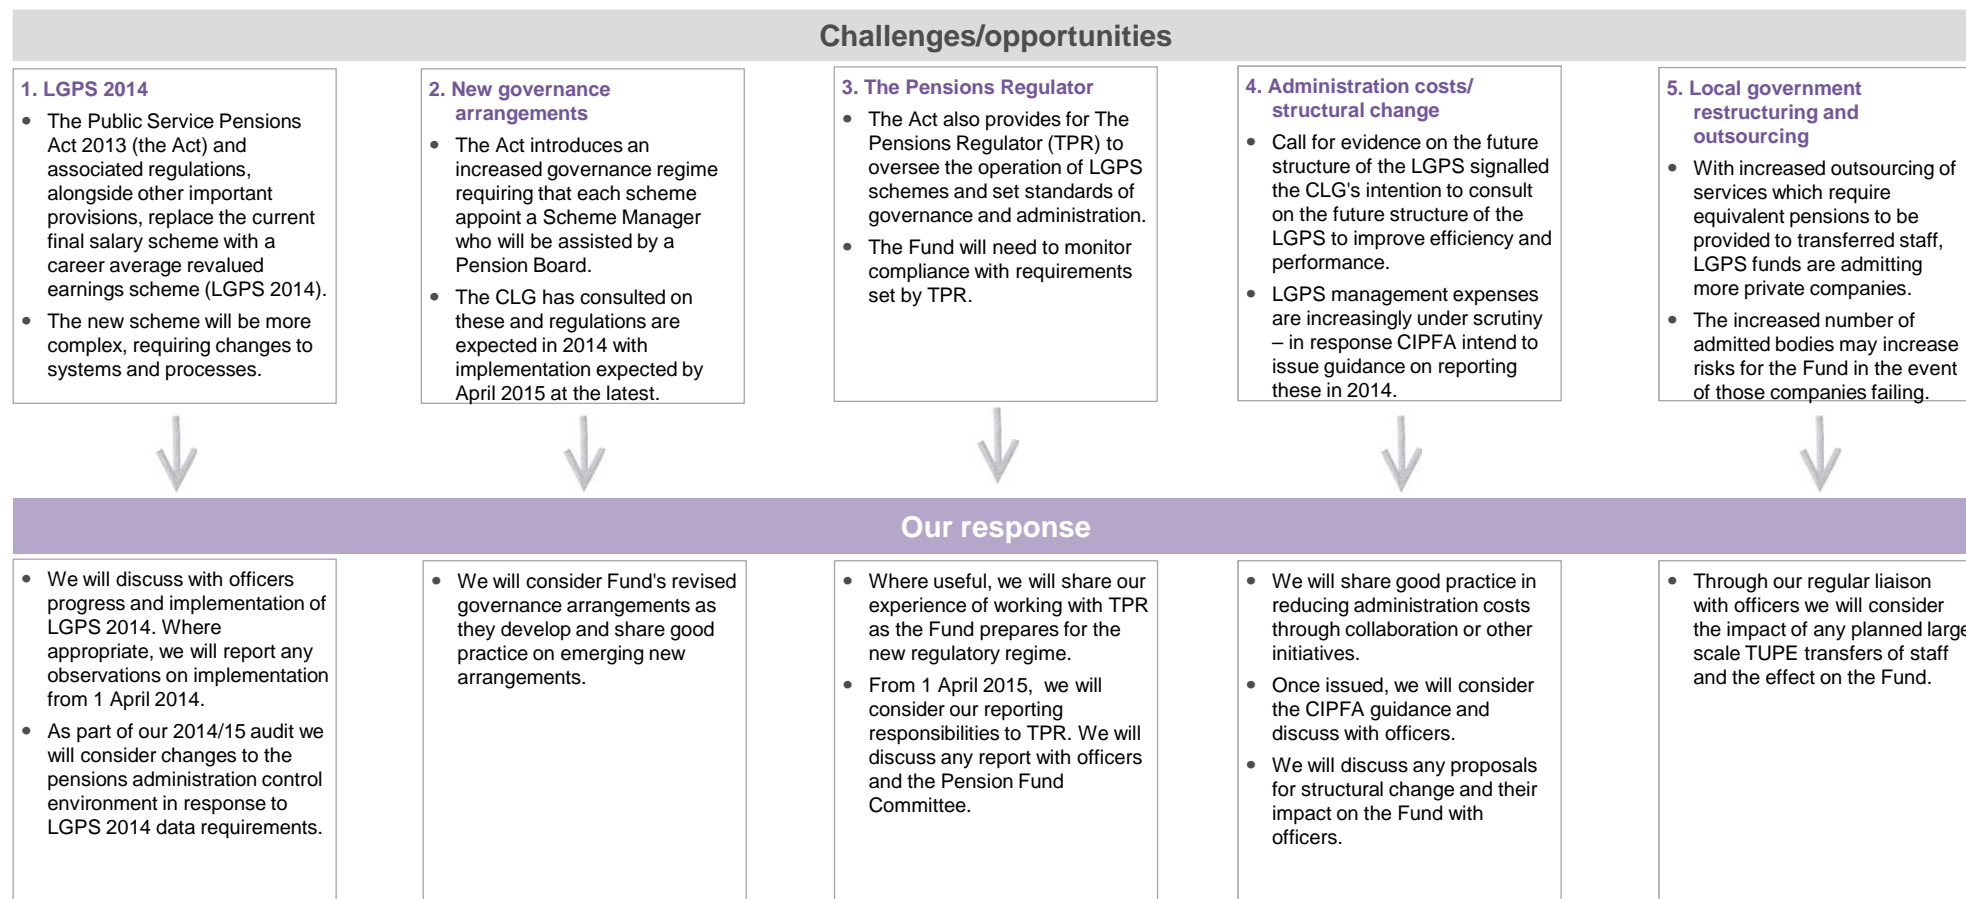 Challenges/opportunities
1. LGPS 2014
• The Public Service Pensions
Act 2013 (the Act) and
associated regulations,
alongside other important
provisions, replace the current
final salary scheme with a
career average revalued
earnings scheme (LGPS 2014).
• The new scheme will be more
complex, requiring changes to
systems and processes.
2. New governance
arrangements
• The Act introduces an
increased governance regime
requiring that each scheme
appoint a Scheme Manager
who will be assisted by a
Pension Board.
• The CLG has consulted on
these and regulations are
expected in 2014 with
implementation expected by
April 2015 at the latest.
3. The Pensions Regulator
• The Act also provides for The
Pensions Regulator (TPR) to
oversee the operation of LGPS
schemes and set standards of
governance and administration.
• The Fund will need to monitor
compliance with requirements
set by TPR.
4. Administration costs/
structural change
• Call for evidence on the future
structure of the LGPS signalled
the CLG's intention to consult
on the future structure of the
LGPS to improve efficiency and
performance.
• LGPS management expenses
are increasingly under scrutiny
– in response CIPFA intend to
issue guidance on reporting
these in 2014.
5. Local government
restructuring and
outsourcing
• With increased outsourcing of
services which require
equivalent pensions to be
provided to transferred staff,
LGPS funds are admitting
more private companies.
• The increased number of
admitted bodies may increase
risks for the Fund in the event
of those companies failing.
Our response
• We will discuss with officers
progress and implementation of
LGPS 2014. Where
appropriate, we will report any
observations on implementation
from 1 April 2014.
• As part of our 2014/15 audit we
will consider changes to the
pensions administration control
environment in response to
LGPS 2014 data requirements.
• We will consider Fund's revised
governance arrangements as
they develop and share good
practice on emerging new
arrangements.
• Where useful, we will share our
experience of working with TPR
as the Fund prepares for the
new regulatory regime.
• From 1 April 2015, we will
consider our reporting
responsibilities to TPR. We will
discuss any report with officers
and the Pension Fund
Committee.
• We will share good practice in
reducing administration costs
through collaboration or other
initiatives.
• Once issued, we will consider
the CIPFA guidance and
discuss with officers.
• We will discuss any proposals
for structural change and their
impact on the Fund with
officers.
• Through our regular liaison
with officers we will consider
the impact of any planned large
scale TUPE transfers of staff
and the effect on the Fund.